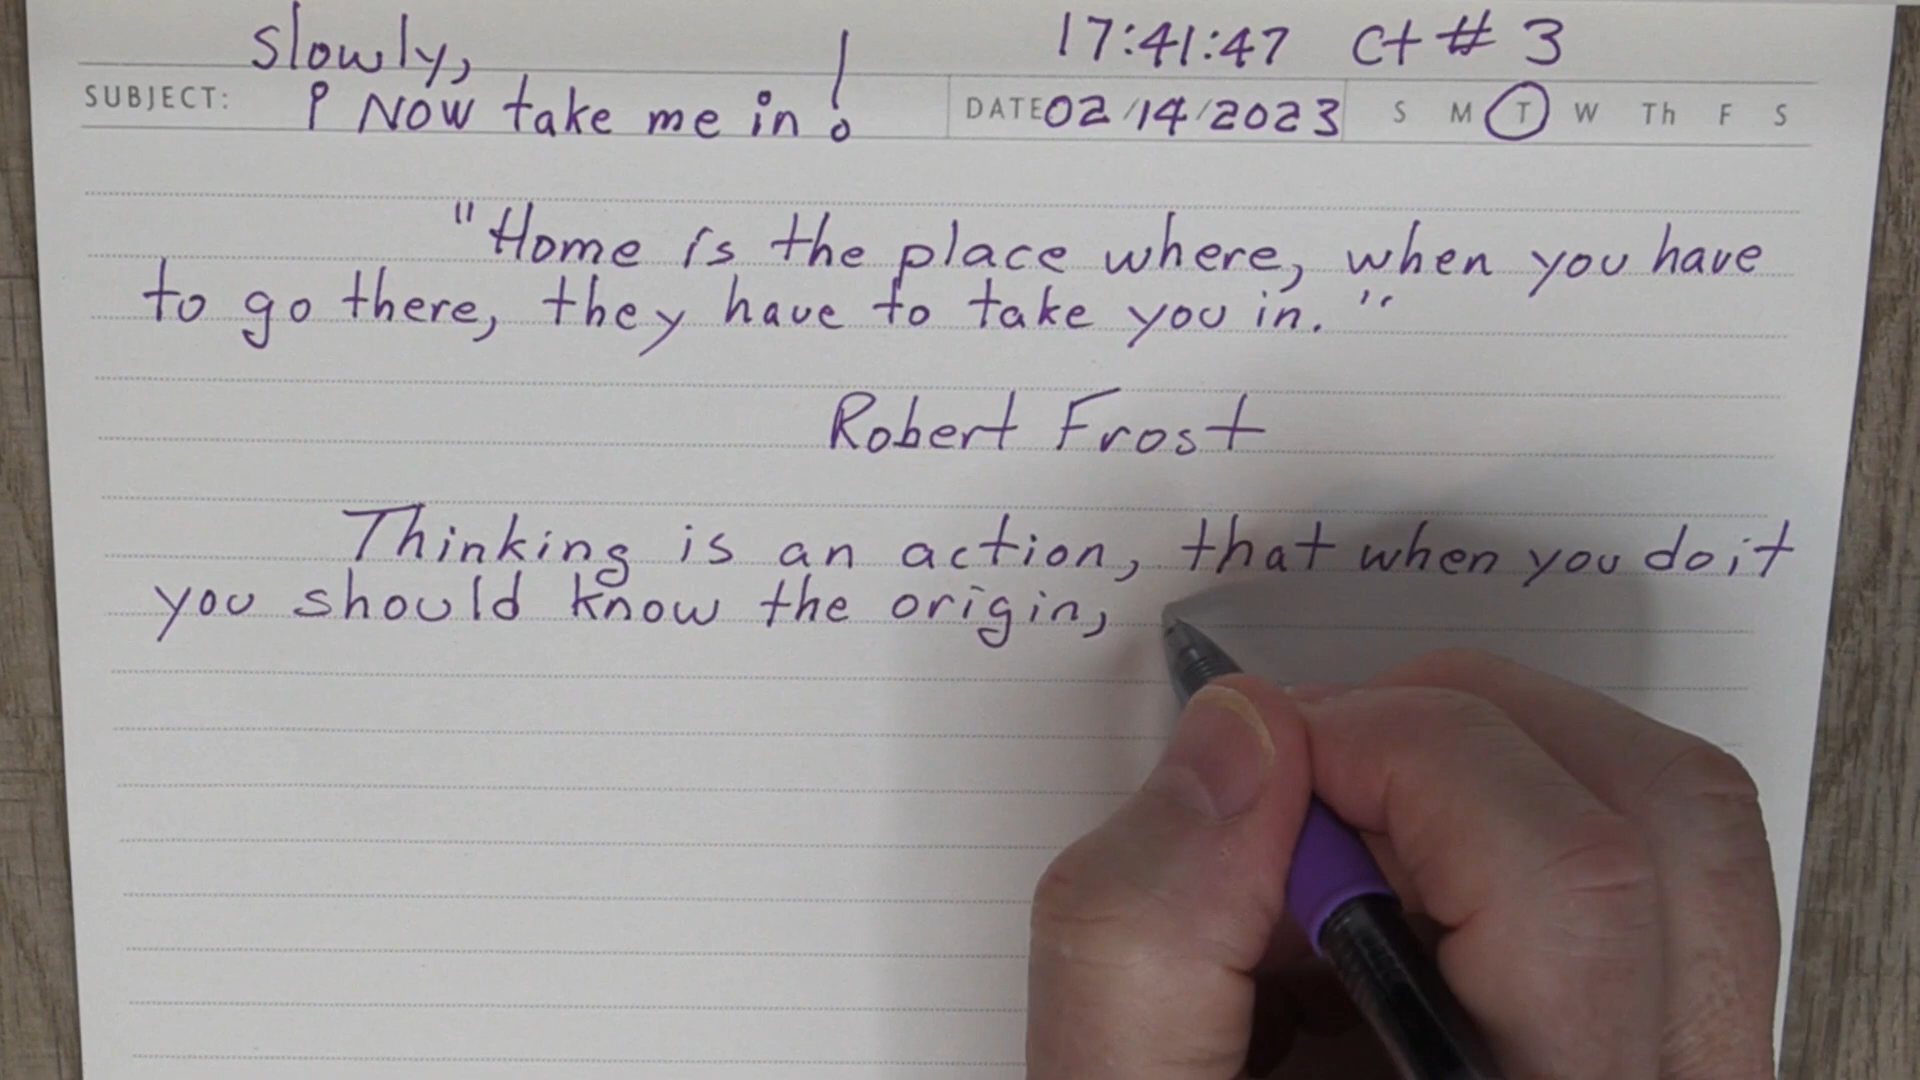 slowly, 17:41:47 Ct # 3
SUBJECT: ? Now take me in! DATE 02/14/2023 S M T W Th F S
"Home is the place where, when you have
to go there, they have to take you in."
Robert Frost
Thinking is an action, that when you do it
you should know the origin,